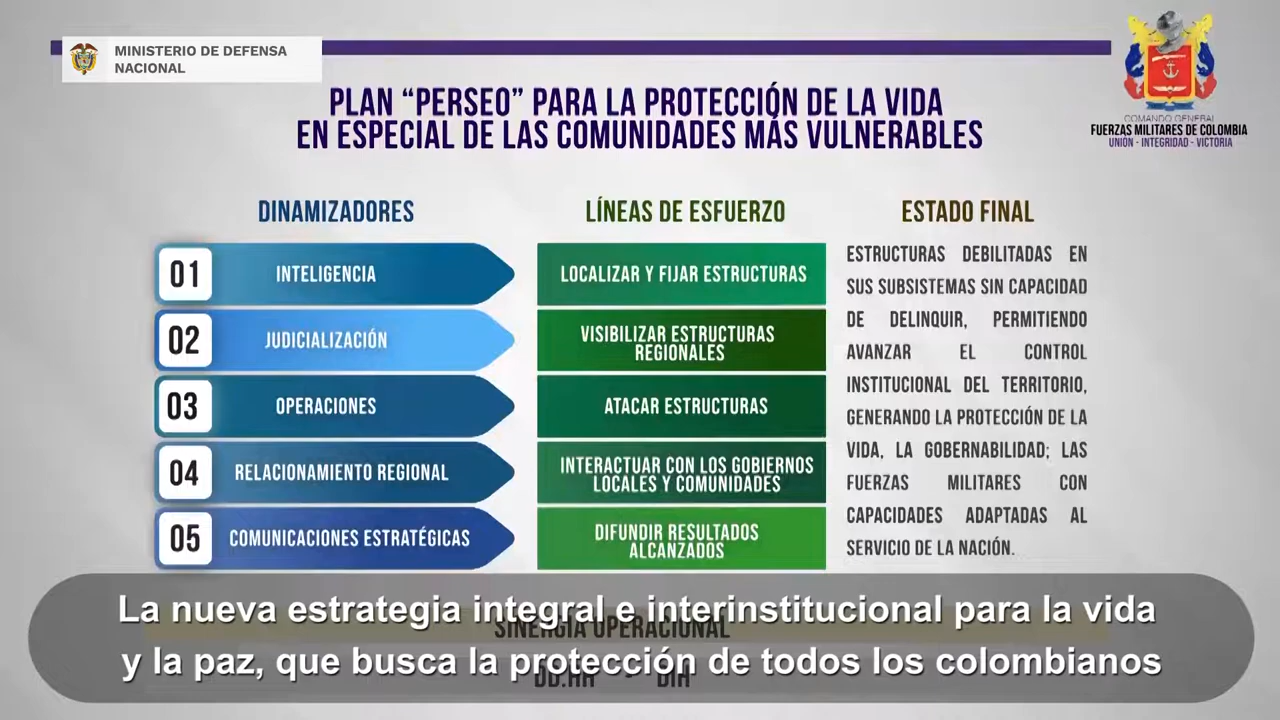 MINISTERIO DE DEFENSA
NACIONAL
COMANDO GENERAL
FUERZAS MILITARES DE COLOMBIA
UNIÓN - INTEGRIDAD - VICTORIA
PLAN “PERSEO” PARA LA PROTECCIÓN DE LA VIDA
EN ESPECIAL DE LAS COMUNIDADES MÁS VULNERABLES
DINAMIZADORES
01 INTELIGENCIA
02 JUDICIALIZACIÓN
03 OPERACIONES
04 RELACIONAMIENTO REGIONAL
05 COMUNICACIONES ESTRATÉGICAS
LÍNEAS DE ESFUERZO
LOCALIZAR Y FIJAR ESTRUCTURAS
VISIBILIZAR ESTRUCTURAS
REGIONALES
ATACAR ESTRUCTURAS
INTERACTUAR CON LOS GOBIERNOS
LOCALES Y COMUNIDADES
DIFUNDIR RESULTADOS
ALCANZADOS
ESTADO FINAL
ESTRUCTURAS DEBILITADAS EN
SUS SUBSISTEMAS SIN CAPACIDAD
DE DELINQUIR, PERMITIENDO
AVANZAR EL CONTROL
INSTITUCIONAL DEL TERRITORIO,
GENERANDO LA PROTECCIÓN DE LA
VIDA, LA GOBERNABILIDAD; LAS
FUERZAS MILITARES CON
CAPACIDADES ADAPTADAS AL
SERVICIO DE LA NACIÓN.
SINERGIA OPERACIONAL
DD.HH - DIH
La nueva estrategia integral e interinstitucional para la vida
y la paz, que busca la protección de todos los colombianos